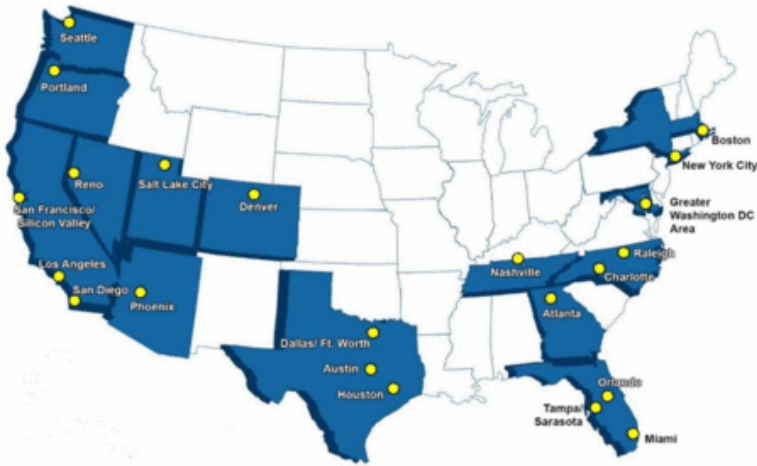 Seattle
Portland
Boston
New York City
Reno
Salt Lake City
Denver
San Francisco/
Silicon Valley
Greater
Washington DC
Area
Raleigh
Nashville
Charlotte
Los Angeles
San Diego
Phoenix
Atlanta
Dallas/ Ft. Worth
Austin
Houston
Orlando
Tampa/
Sarasota
Miami